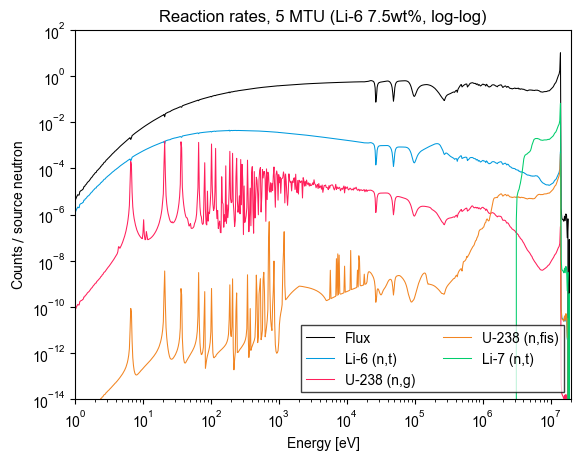 Reaction rates, 5 MTU (Li-6 7.5wt%, log-log)
Counts / source neutron
10^2
10^0
10^−2
10^−4
10^−6
10^−8
10^−10
10^−12
10^−14
Flux
Li-6 (n,t)
U-238 (n,g)
U-238 (n,fis)
Li-7 (n,t)
10^0 10^1 10^2 10^3 10^4 10^5 10^6 10^7
Energy [eV]